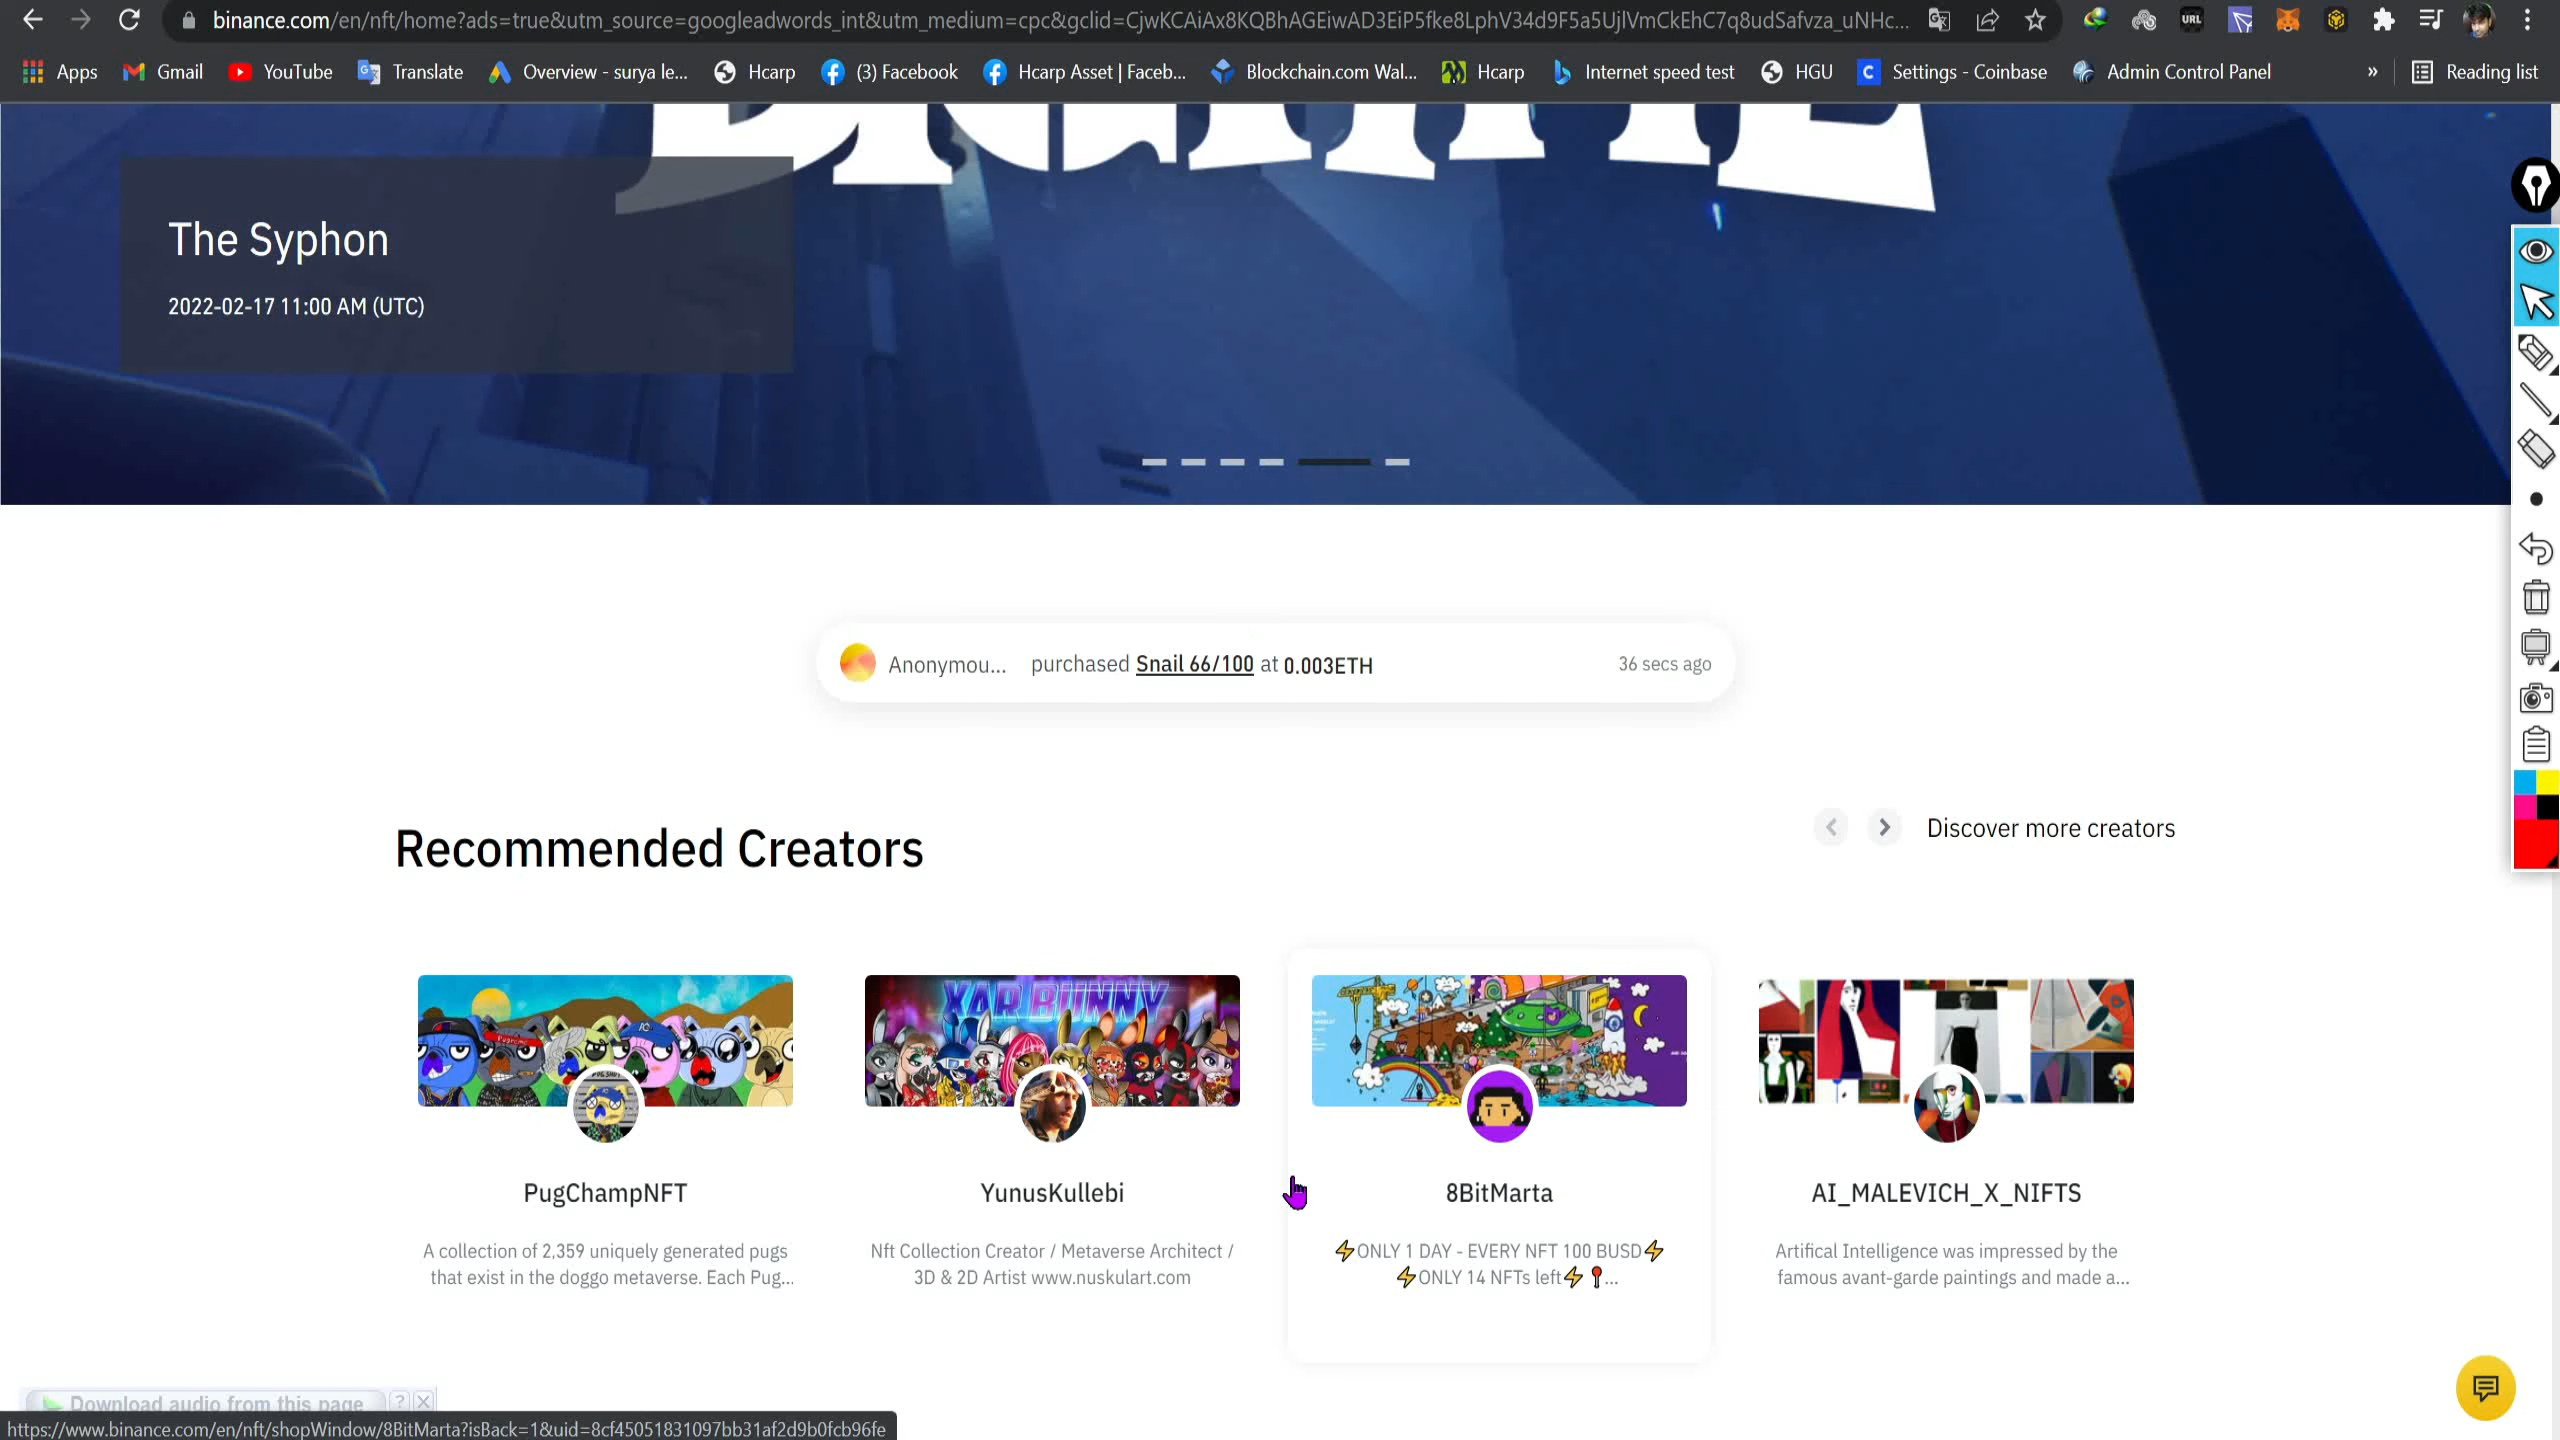 binance.com/en/nft/home?ads=true&utm_source=googleadwords_int&utm_medium=cpc&gclid=CjwKCAiAx8KQBhAGEiwAD3EiP5fke8LphV34d9F5a5UjlVmCkEhC7q8udSafvza_uNHc...
URL
Apps Gmail YouTube Translate Overview - surya le... Hcarp (3) Facebook Hcarp Asset | Faceb... Blockchain.com Wal... Hcarp Internet speed test HGU Settings - Coinbase Admin Control Panel » Reading list
The Syphon
2022-02-17 11:00 AM (UTC)
Anonymou... purchased Snail 66/100 at 0.003ETH 36 secs ago
Recommended Creators
Discover more creators
XAR BUNNY
PugChampNFT
YunusKullebi
8BitMarta
AI_MALEVICH_X_NIFTS
A collection of 2,359 uniquely generated pugs
that exist in the doggo metaverse. Each Pug...
Nft Collection Creator / Metaverse Architect /
3D & 2D Artist www.nuskulart.com
⚡ONLY 1 DAY - EVERY NFT 100 BUSD⚡
⚡ONLY 14 NFTs left⚡📍...
Artifical Intelligence was impressed by the
famous avant-garde paintings and made a...
Download audio from this page ? X
https://www.binance.com/en/nft/shopWindow/8BitMarta?isBack=1&uid=8cf45051831097bb31af2d9b0fcb96fe